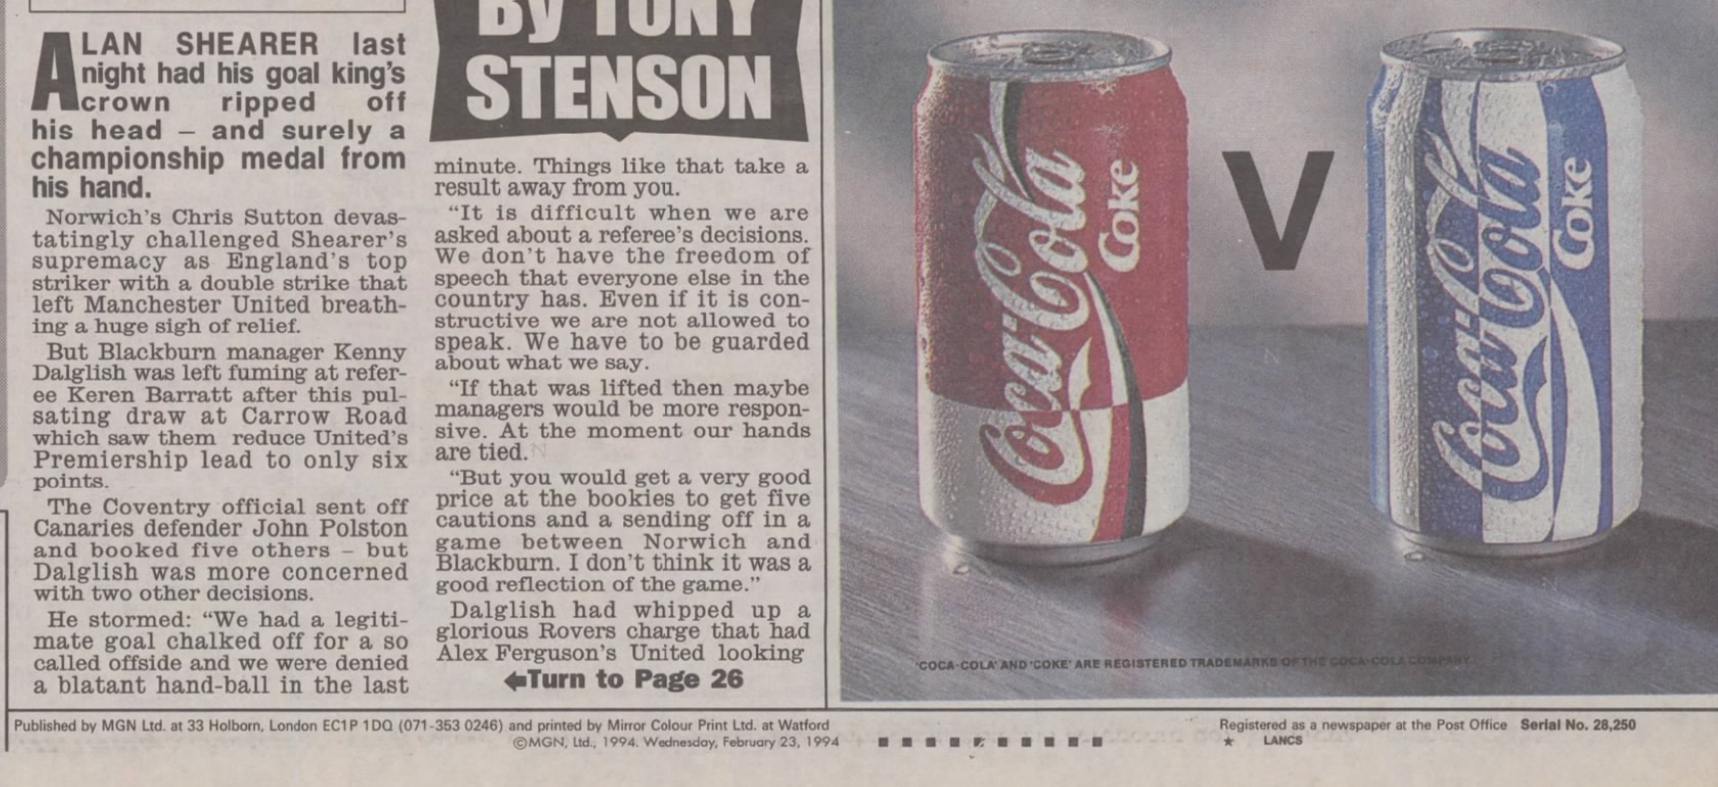 ALAN SHEARER last
night had his goal king's
crown ripped off
his head – and surely a
championship medal from
his hand.
Norwich's Chris Sutton devas-
tatingly challenged Shearer's
supremacy as England's top
striker with a double strike that
left Manchester United breath-
ing a huge sigh of relief.
But Blackburn manager Kenny
Dalglish was left fuming at refer-
ee Keren Barratt after this pul-
sating draw at Carrow Road
which saw them reduce United's
Premiership lead to only six
points.
The Coventry official sent off
Canaries defender John Polston
and booked five others – but
Dalglish was more concerned
with two other decisions.
He stormed: “We had a legiti-
mate goal chalked off for a so
called offside and we were denied
a blatant hand-ball in the last
By TONY
STENSON
minute. Things like that take a
result away from you.
“It is difficult when we are
asked about a referee's decisions.
We don't have the freedom of
speech that everyone else in the
country has. Even if it is con-
structive we are not allowed to
speak. We have to be guarded
about what we say.
“If that was lifted then maybe
managers would be more respon-
sive. At the moment our hands
are tied.
“But you would get a very good
price at the bookies to get five
cautions and a sending off in a
game between Norwich and
Blackburn. I don't think it was a
good reflection of the game.”
Dalglish had whipped up a
glorious Rovers charge that had
Alex Ferguson's United looking
Turn to Page 26
Coca-Cola
Coke
V
Coca-Cola
Coke
'COCA-COLA' AND 'COKE' ARE REGISTERED TRADEMARKS OF THE COCA-COLA COMPANY.
Published by MGN Ltd. at 33 Holborn, London EC1P 1DQ (071-353 0246) and printed by Mirror Colour Print Ltd. at Watford
©MGN, Ltd., 1994. Wednesday, February 23, 1994
Registered as a newspaper at the Post Office Serial No. 28,250
★ LANCS